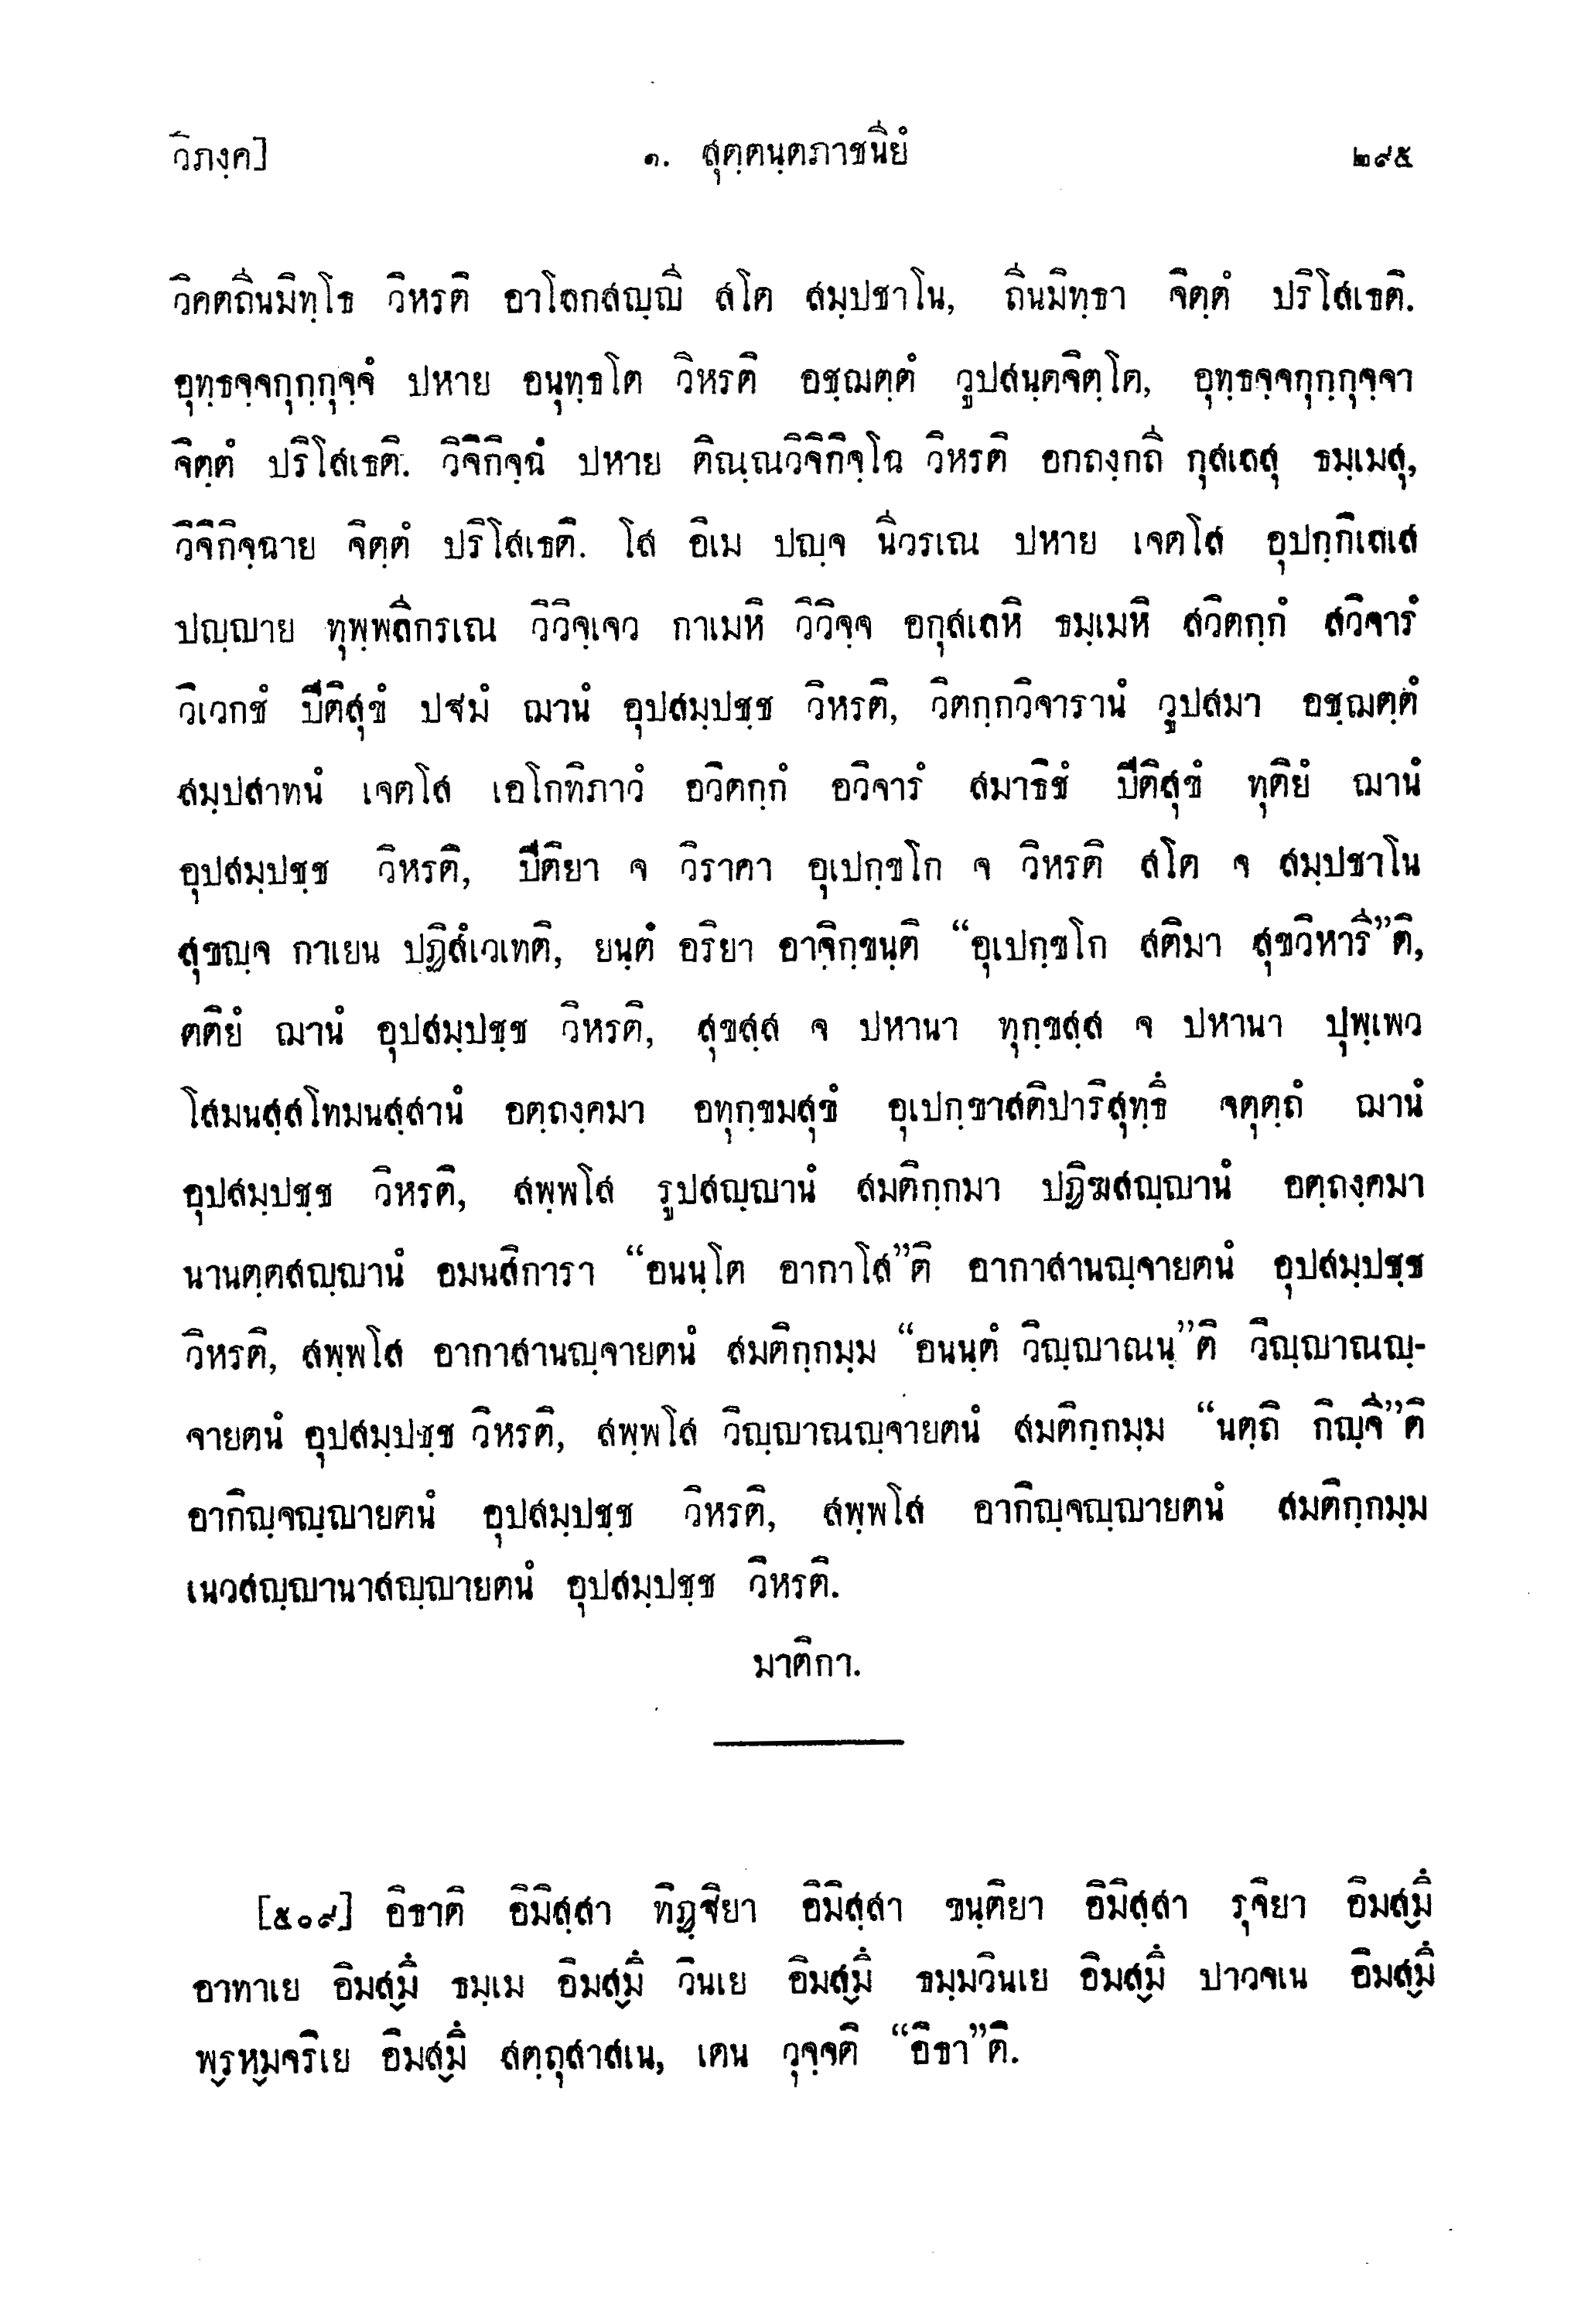 วิภงฺค]
๑. สุตฺตนฺตภาชนียํ
๒๙๕
วิคตถีนมิทฺโธ วิหรติ อาโลกสญฺญี สโต สมฺปชาโน, ถีนมิทฺธา จิตฺตํ ปริโสเธติ.
อุทฺธจฺจกุกฺกุจฺจํ ปหาย อนุทฺธโต วิหรติ อชฺฌตฺตํ วูปสนฺตจิตฺโต, อุทฺธจฺจกุกฺกุจฺจา
จิตฺตํ ปริโสเธติ. วิจิกิจฺฉํ ปหาย ติณฺณวิจิกิจฺโฉ วิหรติ อกถงฺกถี กุสเลสุ ธมฺเมสุ,
วิจิกิจฺฉาย จิตฺตํ ปริโสเธติ. โส อิเม ปญฺจ นีวรเณ ปหาย เจตโส อุปกฺกิเลเส
ปญฺญาย ทุพฺพลีกรเณ วิวิจฺเจว กาเมหิ วิวิจฺจ อกุสเลหิ ธมฺเมหิ สวิตกฺกํ สวิจารํ
วิเวกชํ ปีติสุขํ ปฐมํ ฌานํ อุปสมฺปชฺช วิหรติ, วิตกฺกวิจารานํ วูปสมา อชฺฌตฺตํ
สมฺปสาทนํ เจตโส เอโกทิภาวํ อวิตกฺกํ อวิจารํ สมาธิชํ ปีติสุขํ ทุติยํ ฌานํ
อุปสมฺปชฺช วิหรติ, ปีติยา จ วิราคา อุเปกฺขโก จ วิหรติ สโต จ สมฺปชาโน
สุขญฺจ กาเยน ปฏิสํเวเทติ, ยนฺตํ อริยา อาจิกฺขนฺติ “อุเปกฺขโก สติมา สุขวิหารี”ติ,
ตติยํ ฌานํ อุปสมฺปชฺช วิหรติ, สุขสฺส จ ปหานา ทุกฺขสฺส จ ปหานา ปุพฺเพว
โสมนสฺสโทมนสฺสานํ อตฺถงฺคมา อทุกฺขมสุขํ อุเปกฺขาสติปาริสุทฺธึ จตุตฺถํ ฌานํ
อุปสมฺปชฺช วิหรติ, สพฺพโส รูปสญฺญานํ สมติกฺกมา ปฏิฆสญฺญานํ อตฺถงฺคมา
นานตฺตสญฺญานํ อมนสิการา “อนนฺโต อากาโส”ติ อากาสานญฺจายตนํ อุปสมฺปชฺช
วิหรติ, สพฺพโส อากาสานญฺจายตนํ สมติกฺกมฺม “อนนฺตํ วิญฺญาณนฺ”ติ วิญฺญาณญฺ-
จายตนํ อุปสมฺปชฺช วิหรติ, สพฺพโส วิญฺญาณญฺจายตนํ สมติกฺกมฺม “นตฺถิ กิญฺจิ”ติ
อากิญฺจญฺญายตนํ อุปสมฺปชฺช วิหรติ, สพฺพโส อากิญฺจญฺญายตนํ สมติกฺกมฺม
เนวสญฺญานาสญฺญายตนํ อุปสมฺปชฺช วิหรติ.
มาติกา.
[๕๐๙] อิธาติ อิมิสฺสา ทิฏฺฐิยา อิมิสฺสา ขนฺติยา อิมิสฺสา รุจิยา อิมสฺมึ
อาทาเย อิมสฺมึ ธมฺเม อิมสฺมึ วินเย อิมสฺมึ ธมฺมวินเย อิมสฺมึ ปาวจเน อิมสฺมึ
พฺรหฺมจริเย อิมสฺมึ สตฺถุสาสเน, เตน วุจฺจติ “อิธา”ติ.